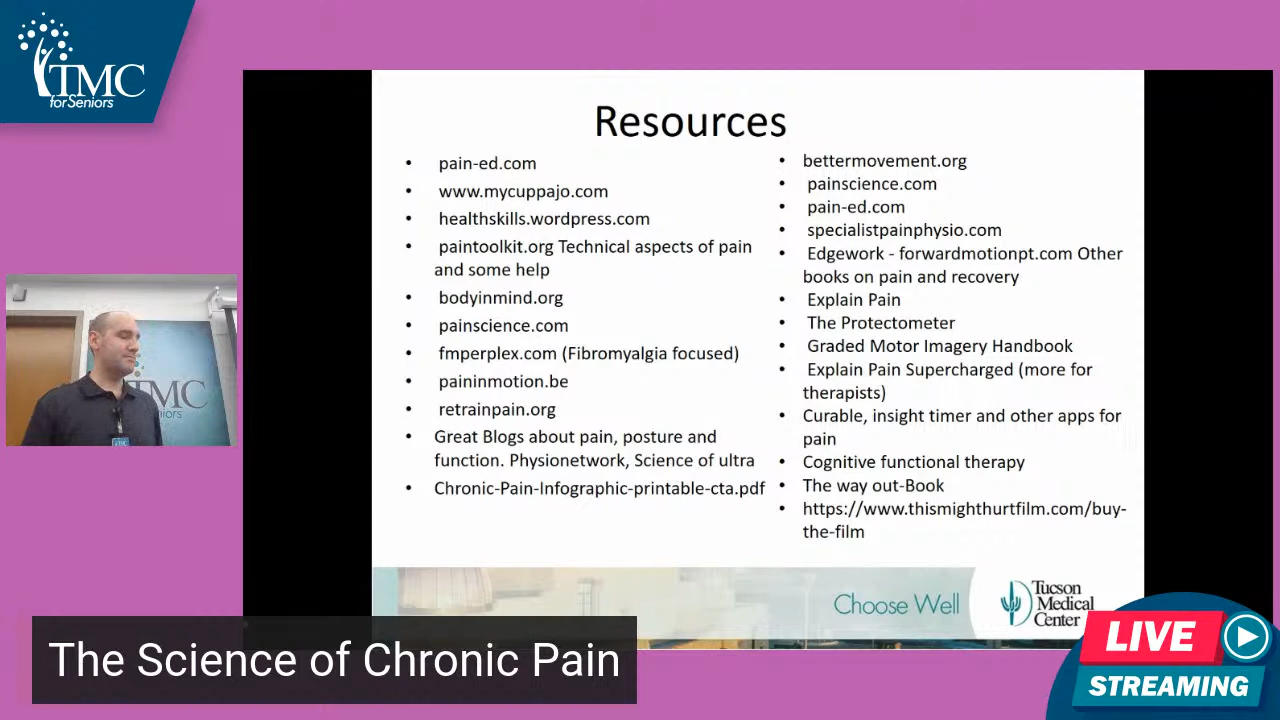 TMC
for Seniors
Resources
• pain-ed.com
• www.mycuppajo.com
• healthskills.wordpress.com
• paintoolkit.org Technical aspects of pain
and some help
• bodyinmind.org
• painscience.com
• fmperplex.com (Fibromyalgia focused)
• paininmotion.be
• retrainpain.org
• Great Blogs about pain, posture and
function. Physionetwork, Science of ultra
• Chronic-Pain-Infographic-printable-cta.pdf
• bettermovement.org
• painscience.com
• pain-ed.com
• specialistpainphysio.com
• Edgework - forwardmotionpt.com Other
books on pain and recovery
• Explain Pain
• The Protectometer
• Graded Motor Imagery Handbook
• Explain Pain Supercharged (more for
therapists)
• Curable, insight timer and other apps for
pain
• Cognitive functional therapy
• The way out-Book
• https://www.thismighthurtfilm.com/buy-
the-film
TMC
Choose Well
Tucson
Medical
Center
The Science of Chronic Pain
LIVE
STREAMING